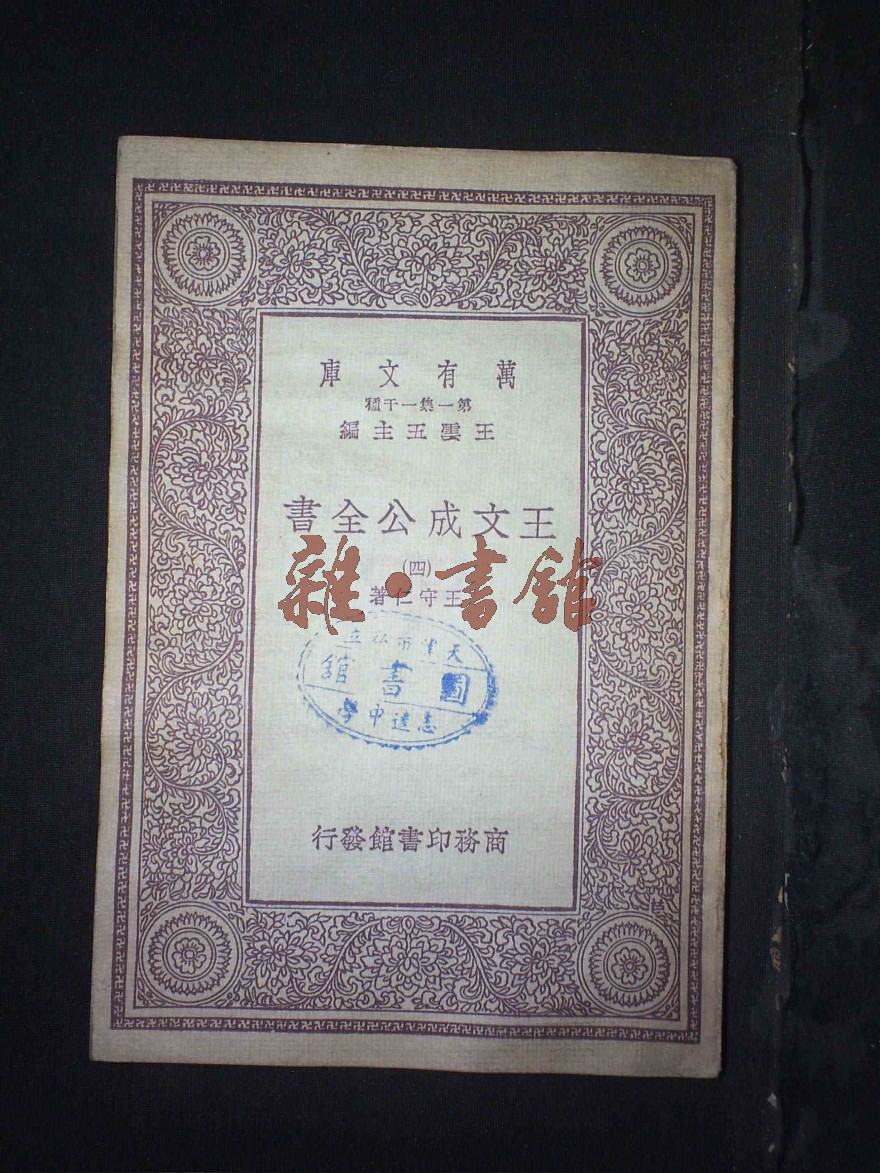 萬有文庫
第一集一千種
王雲五主編
王文成公全書
(四)
王守仁著
雜·書館
天津市私立
圖書館
志達中學
商務印書館發行